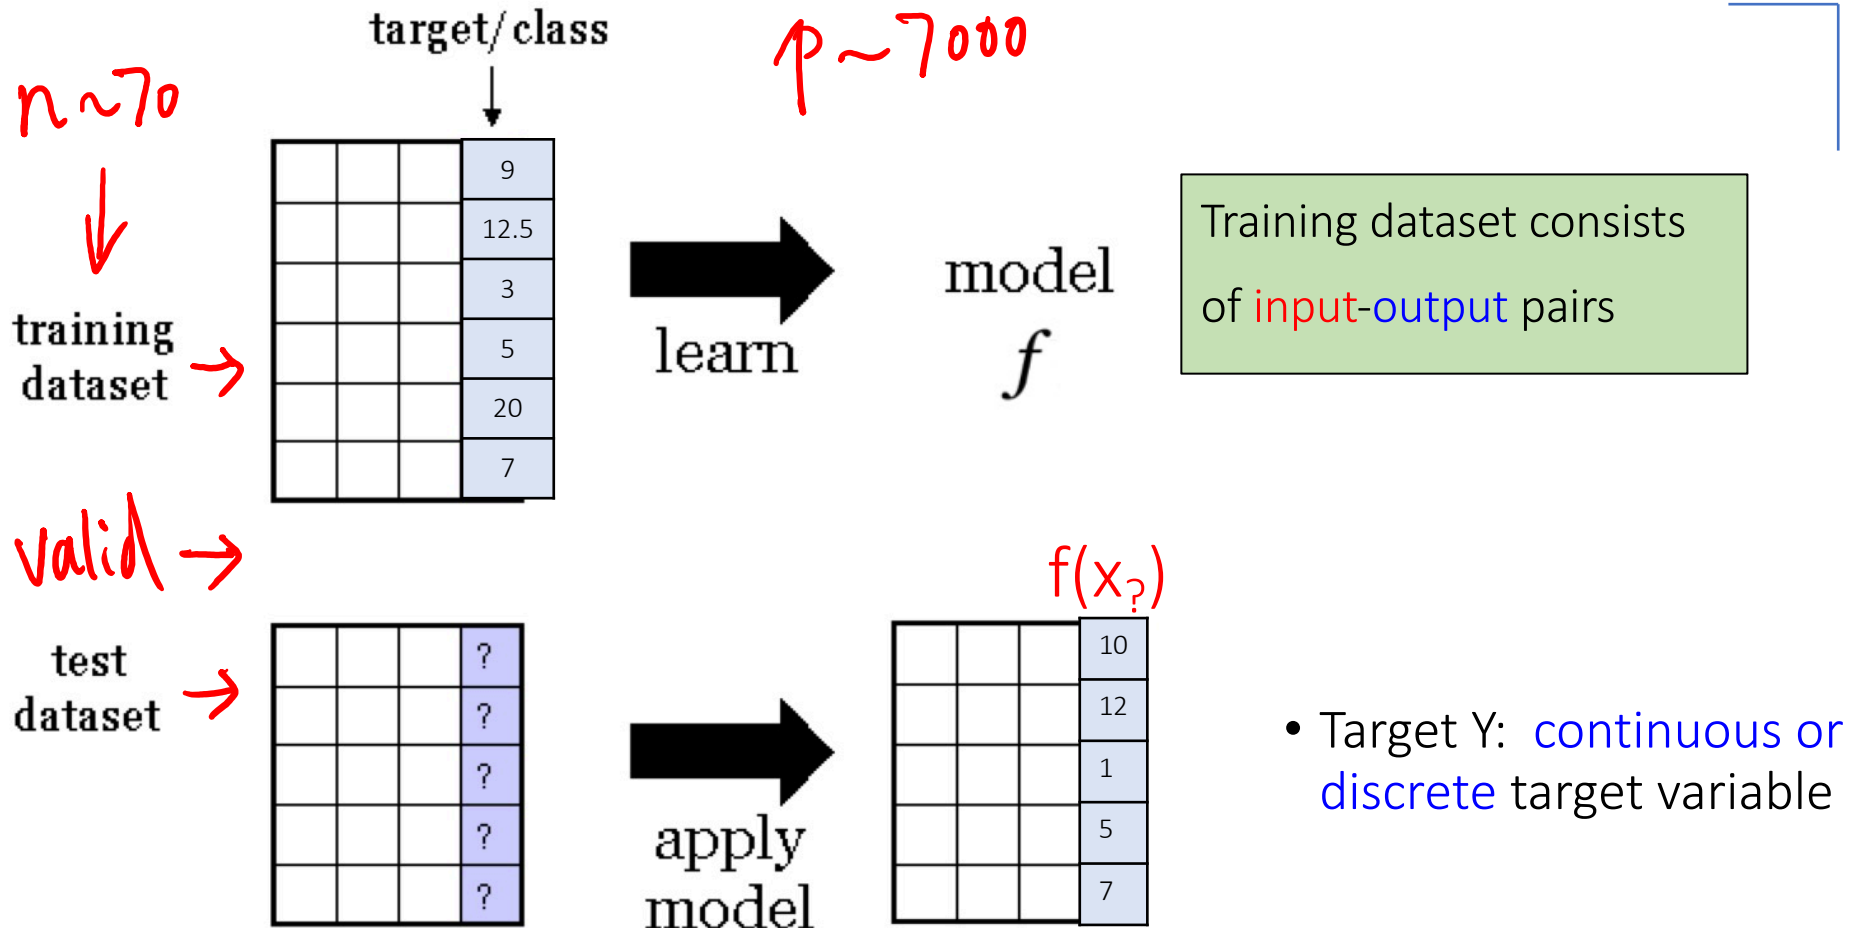 target/class
p~7000
n~70
9
12.5
3
5
20
7
training
dataset
learn
model
f
Training dataset consists
of input-output pairs
valid
f(x?)
test
dataset
?
?
?
?
?
apply
model
10
12
1
5
7
• Target Y: continuous or
discrete target variable